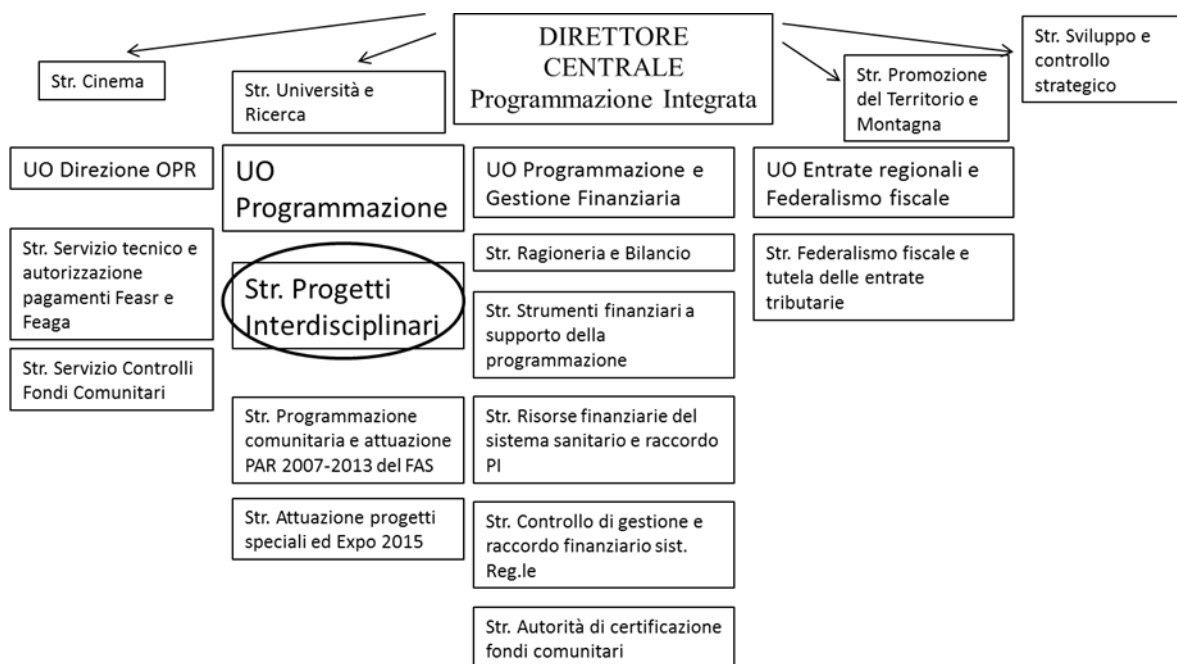 DIRETTORE
CENTRALE
Programmazione Integrata
Str. Cinema
Str. Università e
Ricerca
Str. Promozione
del Territorio e
Montagna
Str. Sviluppo e
controllo
strategico
UO Direzione OPR
Str. Servizio tecnico e
autorizzazione
pagamenti Feasr e
Feaga
Str. Servizio Controlli
Fondi Comunitari
UO
Programmazione
Str. Progetti
Interdisciplinari
Str. Programmazione
comunitaria e attuazione
PAR 2007-2013 del FAS
Str. Attuazione progetti
speciali ed Expo 2015
UO Programmazione e
Gestione Finanziaria
Str. Ragioneria e Bilancio
Str. Strumenti finanziari a
supporto della
programmazione
Str. Risorse finanziarie del
sistema sanitario e raccordo
PI
Str. Controllo di gestione e
raccordo finanziario sist.
Reg.le
Str. Autorità di certificazione
fondi comunitari
UO Entrate regionali e
Federalismo fiscale
Str. Federalismo fiscale e
tutela delle entrate
tributarie